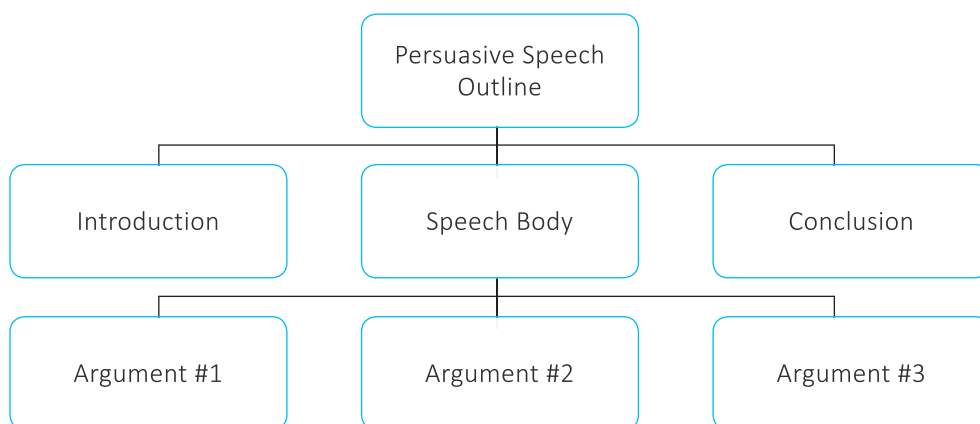 Persuasive Speech
Outline
Introduction
Speech Body
Conclusion
Argument #1
Argument #2
Argument #3